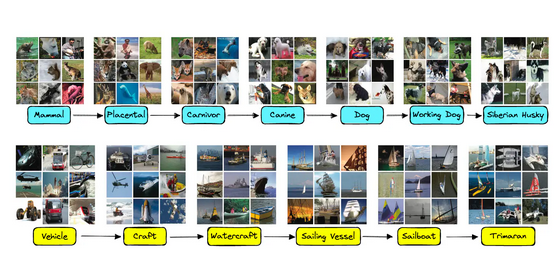 Mammal Placental Carnivor Canine Dog Working Dog Siberian Husky
Vehicle Craft Watercraft Sailing Vessel Sailboat Trimaran